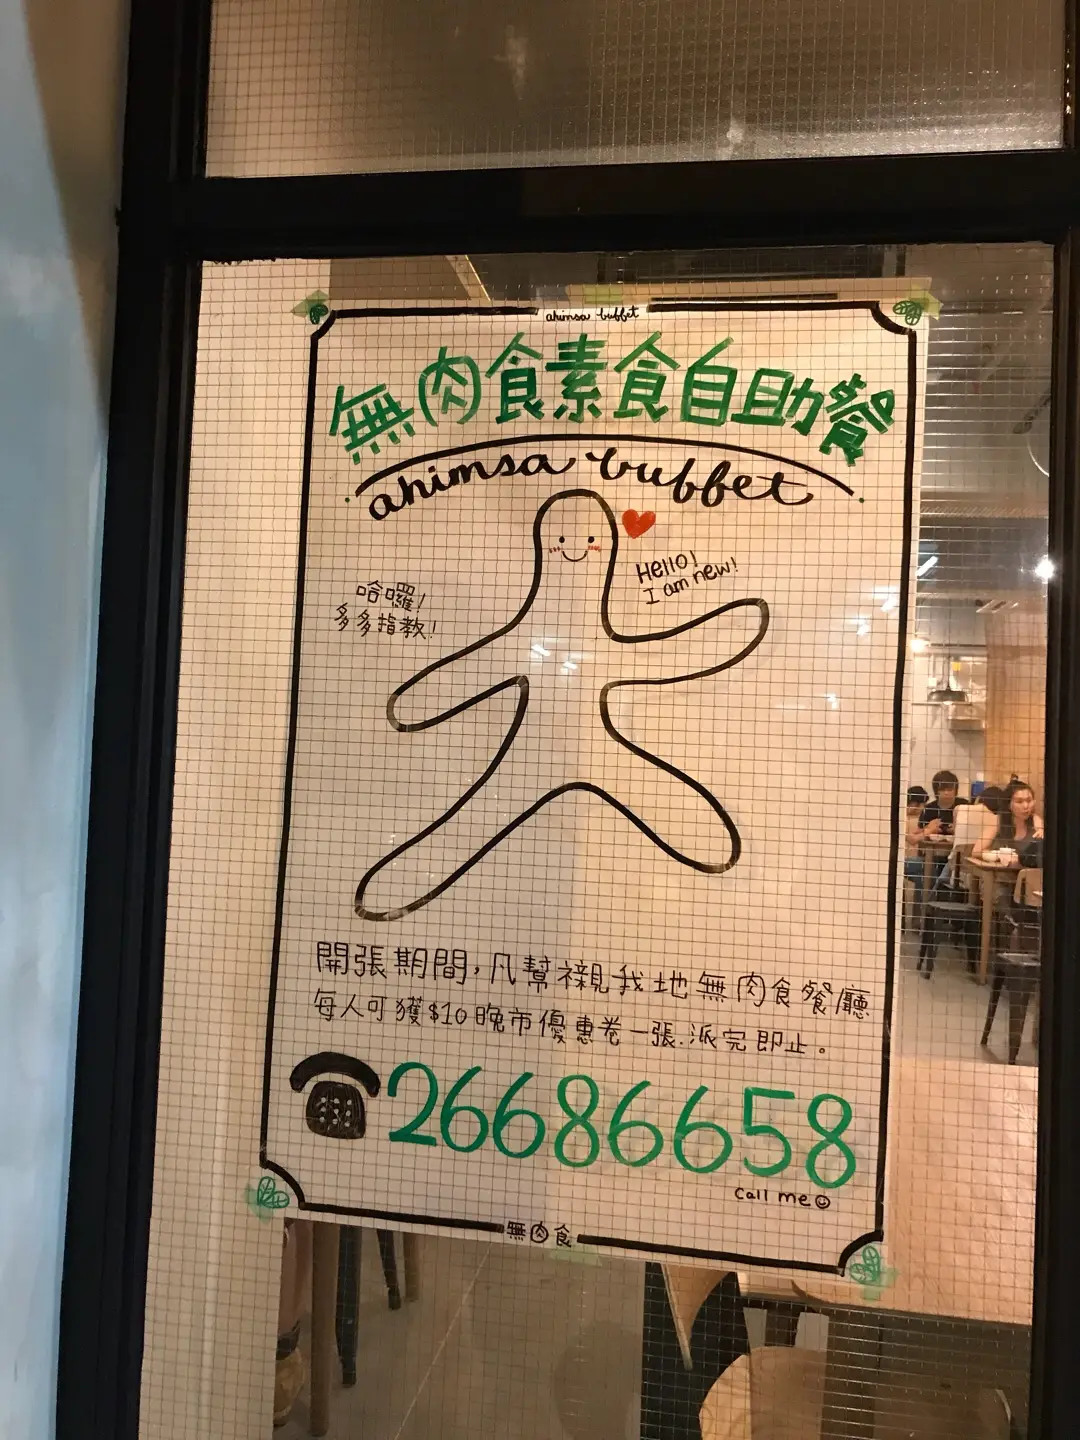 ahimsa buffet
無肉食素食自助餐
ahimsa buffet
Hello!
I am new!
哈囉!
多多指教!
開張期間,凡幫襯我地無肉食餐廳
每人可獲$10晚市優惠卷一張.派完即止。
26686658
Call me
無肉食